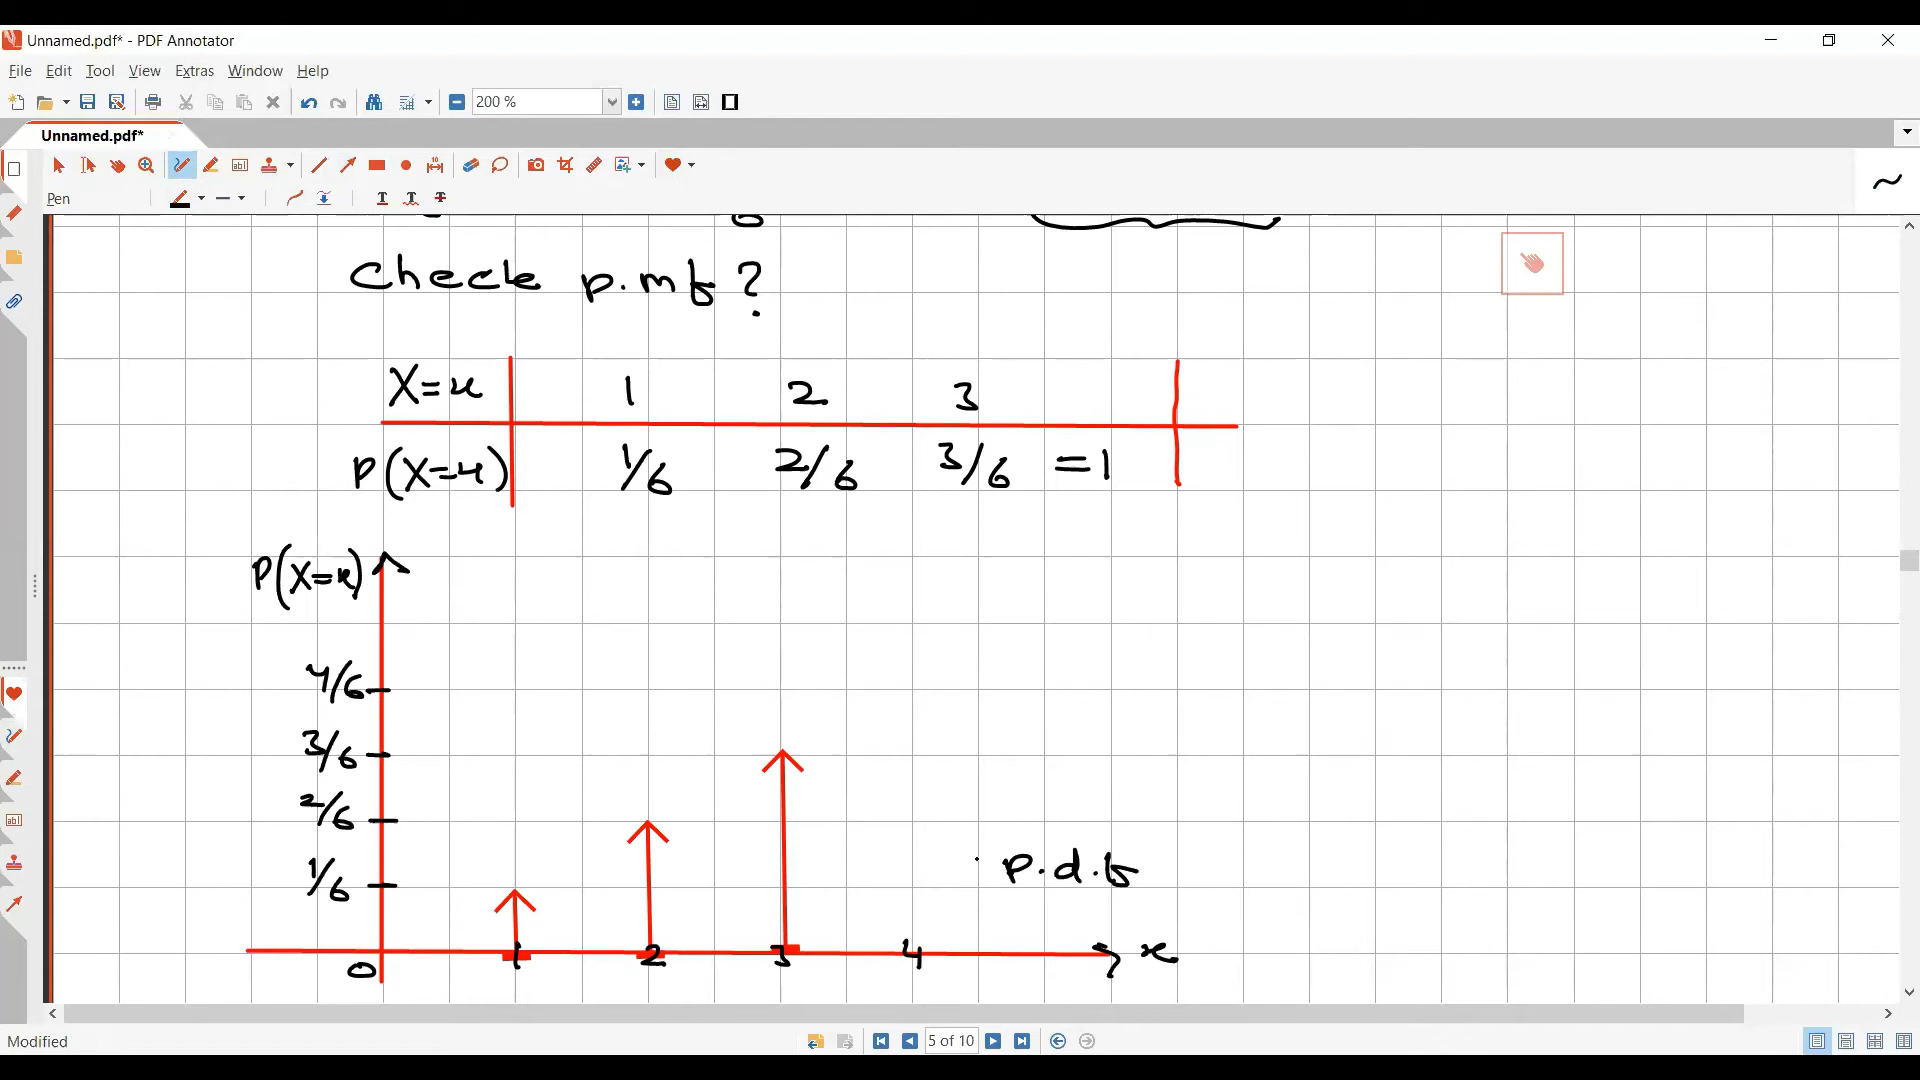 Unnamed.pdf* - PDF Annotator
File Edit Tool View Extras Window Help
200 %
Unnamed.pdf*
Pen
Check p.mf?
X=x 1 2 3
P(X=x) 1/6 2/6 3/6 =1
P(X=x)
4/6
3/6
2/6
1/6
p.d.f
0 1 2 3 4 x
Modified
5 of 10